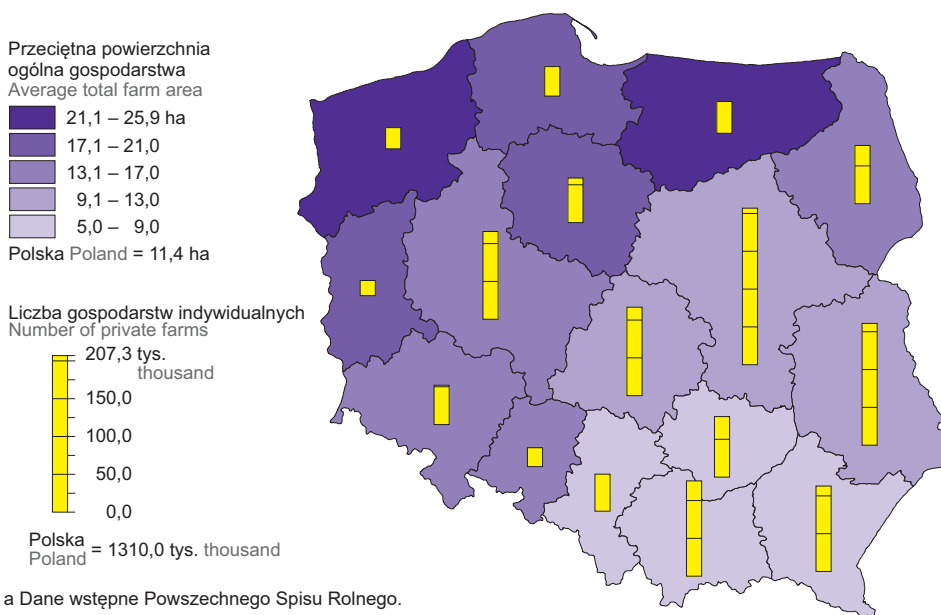 Przeciętna powierzchnia
ogólna gospodarstwa
Average total farm area
21,1 – 25,9 ha
17,1 – 21,0
13,1 – 17,0
9,1 – 13,0
5,0 – 9,0
Polska Poland = 11,4 ha
Liczba gospodarstw indywidualnych
Number of private farms
207,3 tys.
thousand
150,0
100,0
50,0
0,0
Polska
Poland = 1310,0 tys. thousand
a Dane wstępne Powszechnego Spisu Rolnego.